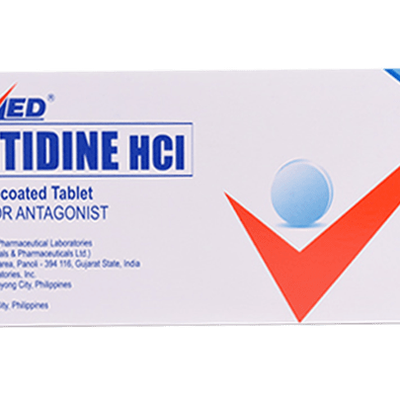 ED®
TIDINE HCl
coated Tablet
OR ANTAGONIST
Pharmaceutical Laboratories
als & Pharmaceuticals Ltd.)
area, Panoli - 394 116, Gujarat State, India
atories, Inc.
yong City, Philippines
ity, Philippines